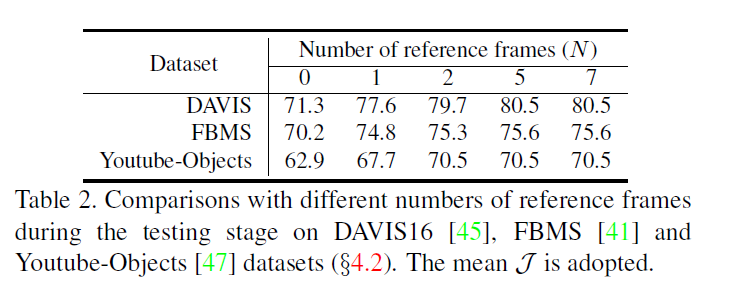 Dataset Number of reference frames (N)
0 1 2 5 7
DAVIS 71.3 77.6 79.7 80.5 80.5
FBMS 70.2 74.8 75.3 75.6 75.6
Youtube-Objects 62.9 67.7 70.5 70.5 70.5
Table 2. Comparisons with different numbers of reference frames
during the testing stage on DAVIS16 [45], FBMS [41] and
Youtube-Objects [47] datasets (§4.2). The mean 𝒥 is adopted.